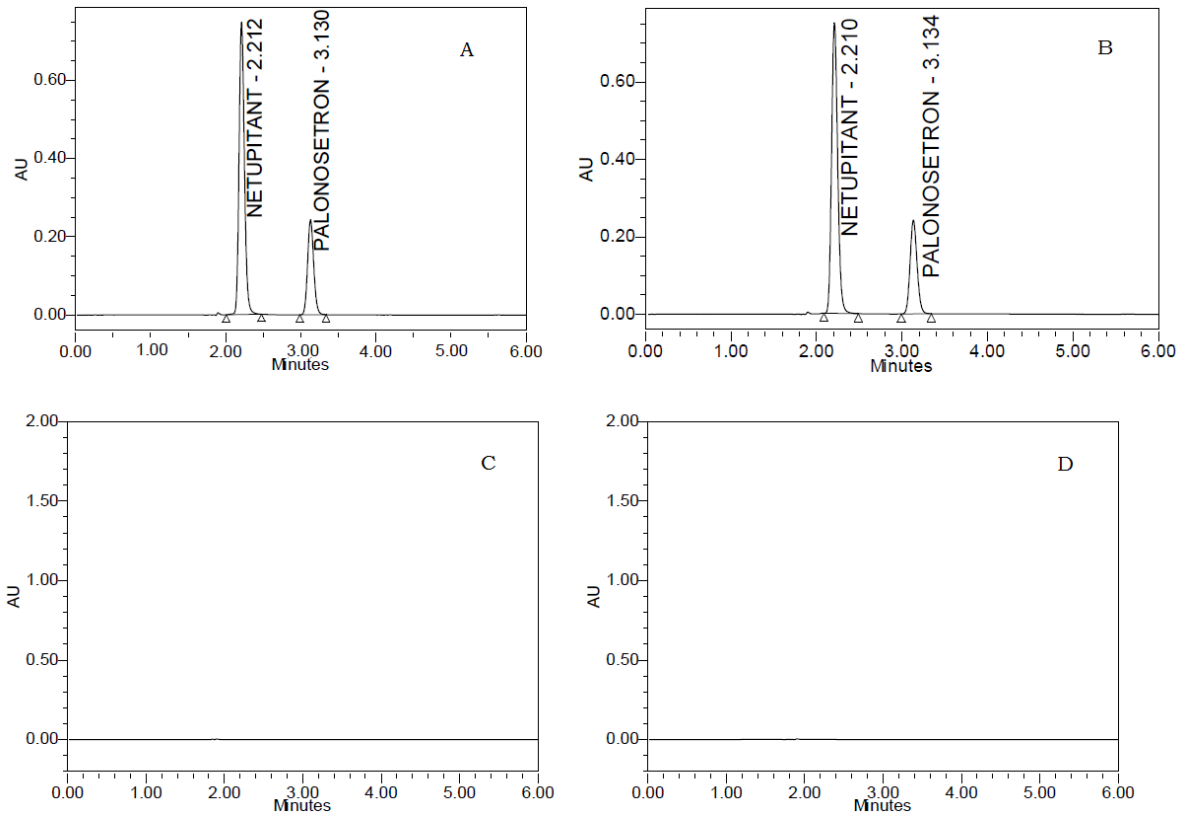 A
NETUPITANT - 2.212
PALONOSETRON - 3.130
AU
0.60
0.40
0.20
0.00
0.00 1.00 2.00 3.00 4.00 5.00 6.00
Minutes
B
NETUPITANT - 2.210
PALONOSETRON - 3.134
AU
0.60
0.40
0.20
0.00
0.00 1.00 2.00 3.00 4.00 5.00 6.00
Minutes
C
AU
2.00
1.50
1.00
0.50
0.00
0.00 1.00 2.00 3.00 4.00 5.00 6.00
Minutes
D
AU
2.00
1.50
1.00
0.50
0.00
0.00 1.00 2.00 3.00 4.00 5.00 6.00
Minutes